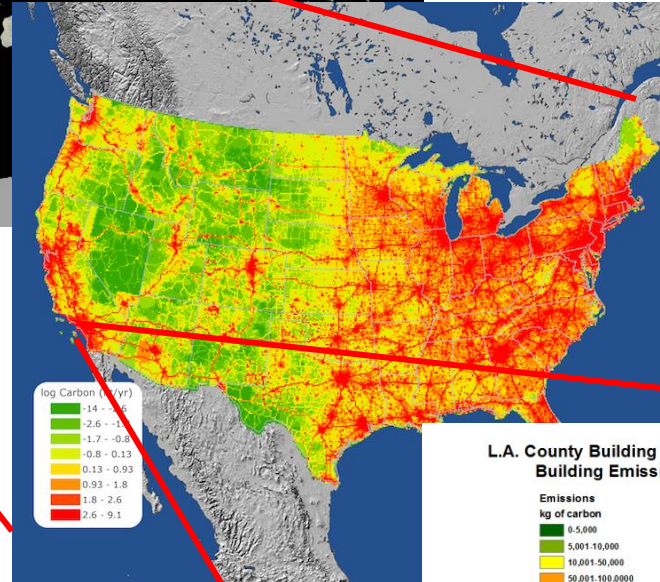 log Carbon
-14 -
-2.6 -
-1.7 - -0.8
-0.8 - 0.13
0.13 - 0.93
0.93 - 1.8
1.8 - 2.6
2.6 - 9.1
L.A. County Building
Building Emiss
Emissions
kg of carbon
0-5,000
5,001-10,000
10,001-50,000
50,001-100,0000